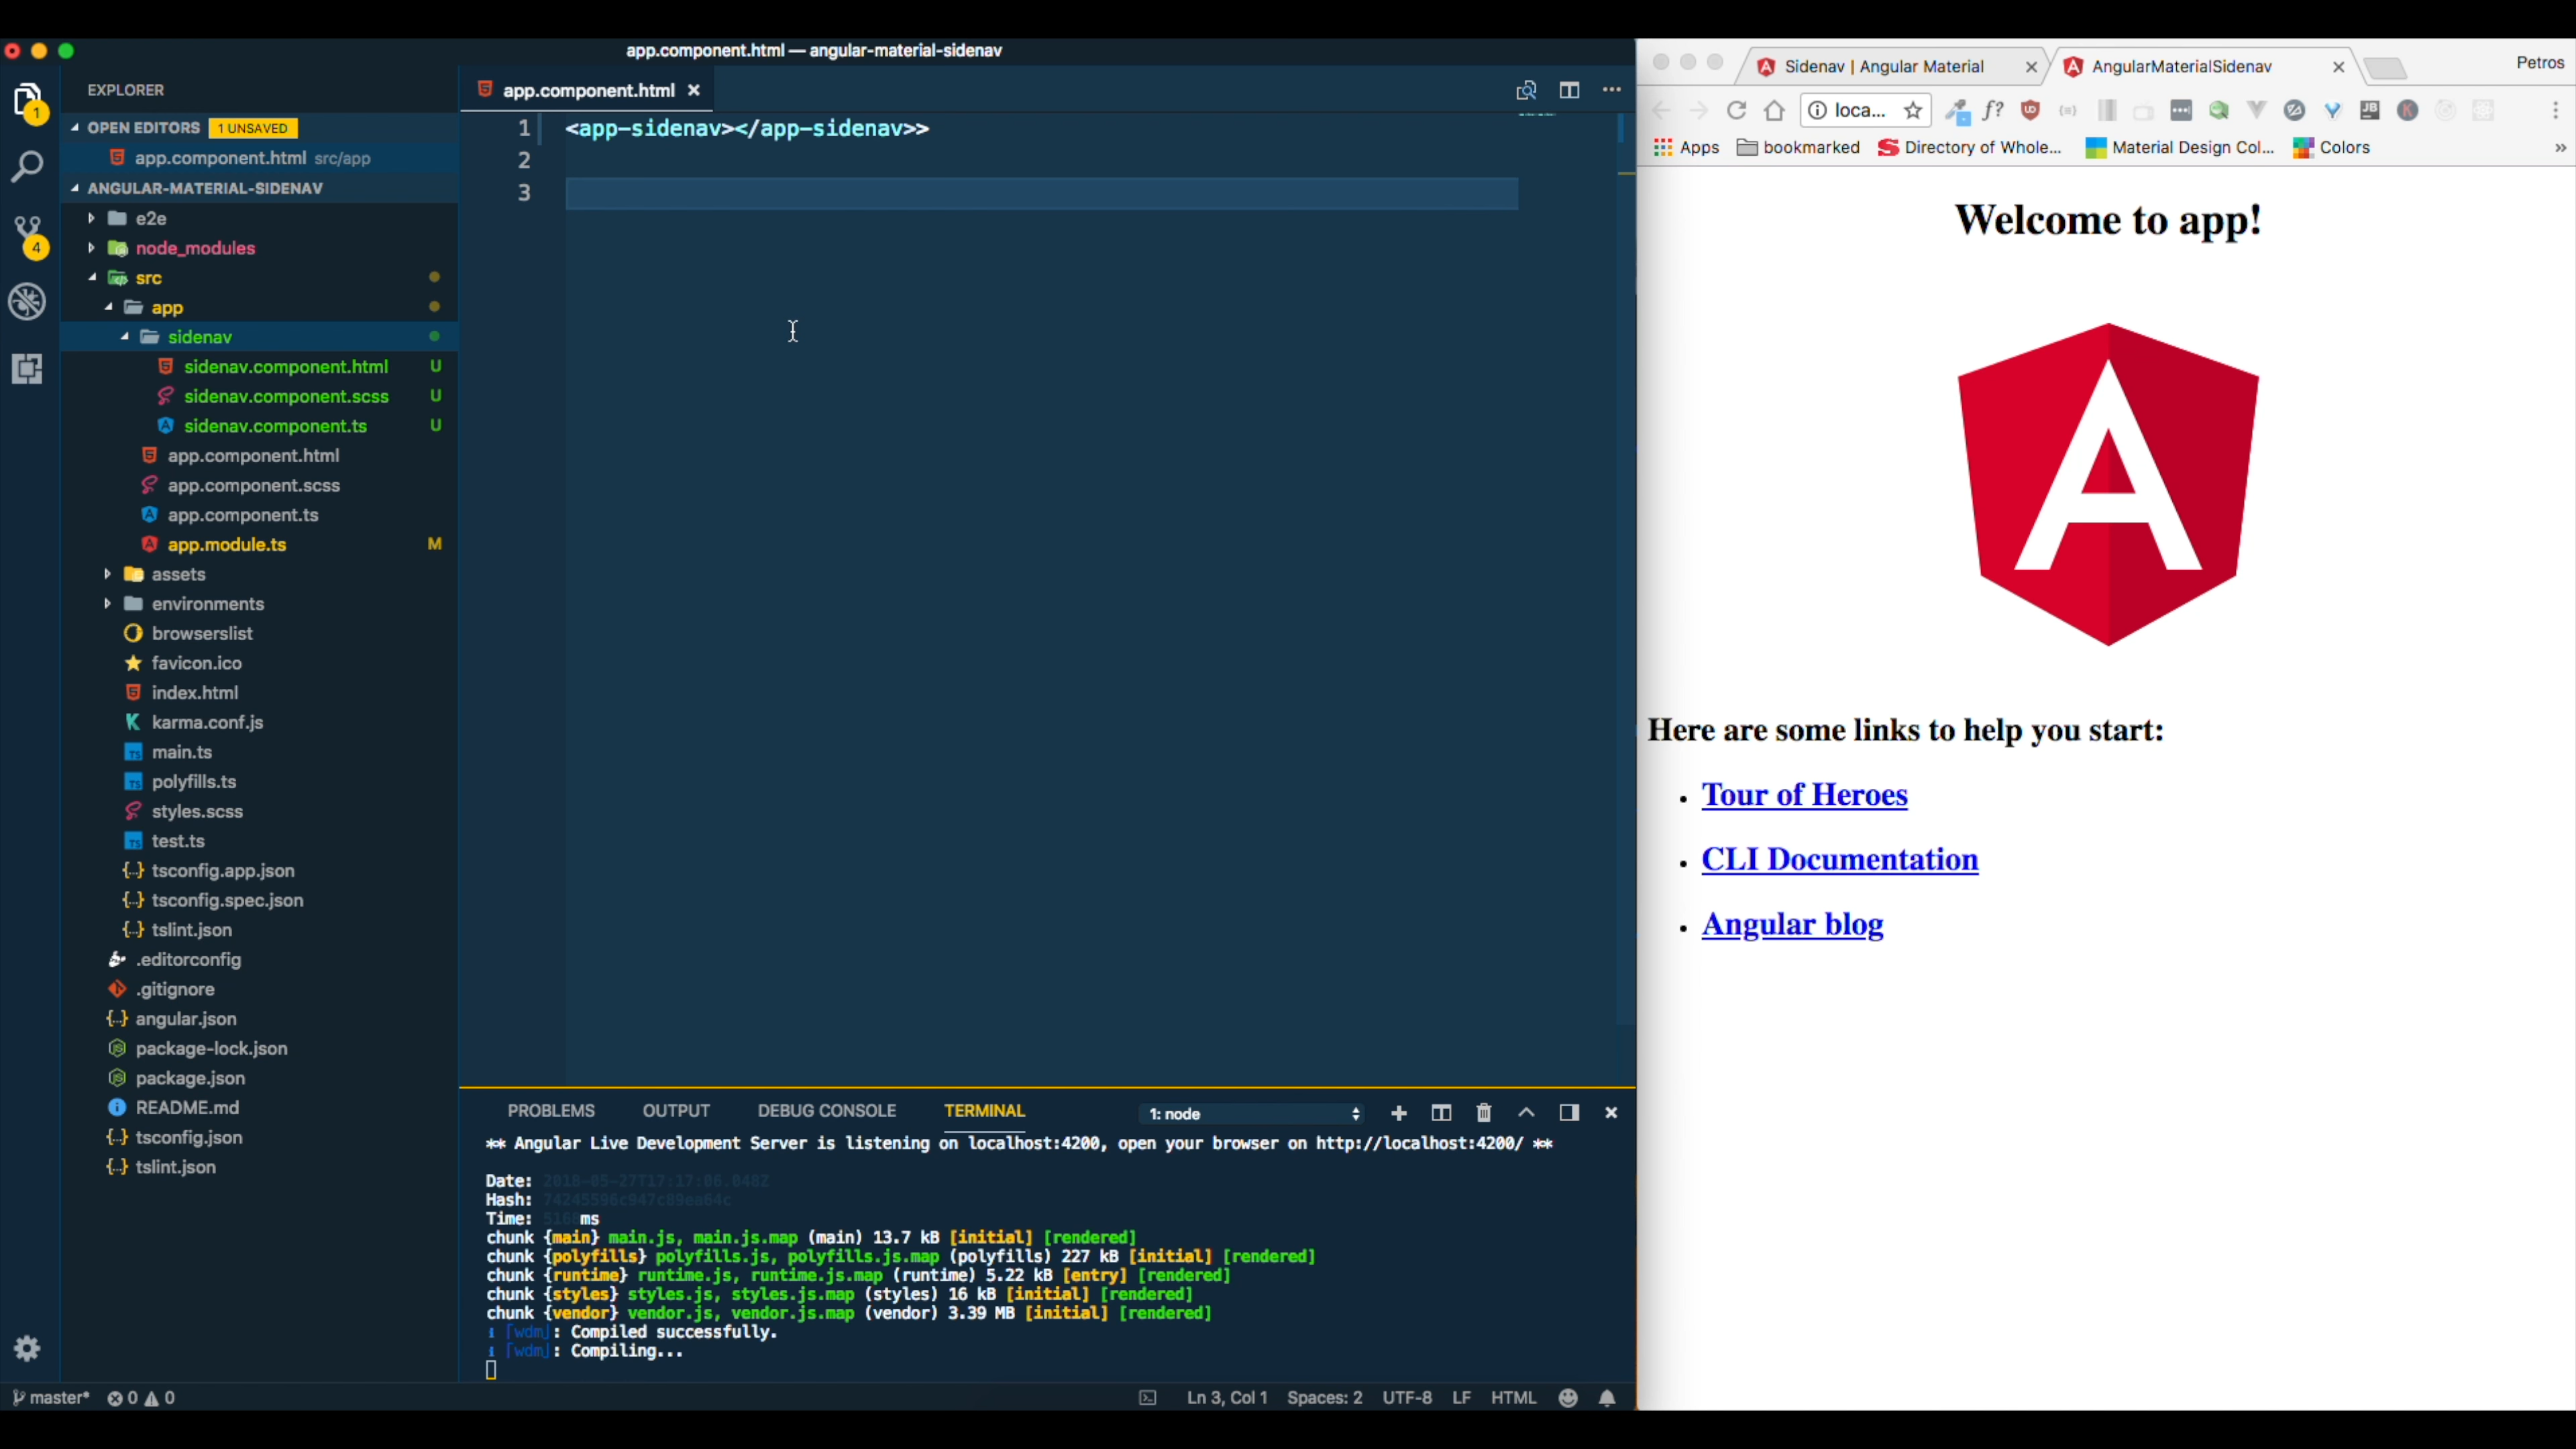 app.component.html — angular-material-sidenav
EXPLORER
OPEN EDITORS 1 UNSAVED
app.component.html src/app
ANGULAR-MATERIAL-SIDENAV
e2e
node_modules
src
app
sidenav
sidenav.component.html U
sidenav.component.scss U
sidenav.component.ts U
app.component.html
app.component.scss
app.component.ts
app.module.ts M
assets
environments
browserslist
favicon.ico
index.html
karma.conf.js
main.ts
polyfills.ts
styles.scss
test.ts
tsconfig.app.json
tsconfig.spec.json
tslint.json
.editorconfig
.gitignore
angular.json
package-lock.json
package.json
README.md
tsconfig.json
tslint.json
1
4
app.component.html
1 <app-sidenav></app-sidenav>>
2
3
PROBLEMS OUTPUT DEBUG CONSOLE TERMINAL 1: node
** Angular Live Development Server is listening on localhost:4200, open your browser on http://localhost:4200/ **
Date: 2018-05-27T17:17:06.048Z
Hash:
Time: ms
chunk {main} main.js, main.js.map (main) 13.7 kB [initial] [rendered]
chunk {polyfills} polyfills.js, polyfills.js.map (polyfills) 227 kB [initial] [rendered]
chunk {runtime} runtime.js, runtime.js.map (runtime) 5.22 kB [entry] [rendered]
chunk {styles} styles.js, styles.js.map (styles) 16 kB [initial] [rendered]
chunk {vendor} vendor.js, vendor.js.map (vendor) 3.39 MB [initial] [rendered]
i ｢wdm｣: Compiled successfully.
i ｢wdm｣: Compiling...
master* 0 0 Ln 3, Col 1 Spaces: 2 UTF-8 LF HTML
Sidenav | Angular Material
AngularMaterialSidenav
Petros
loca...
f?
Apps bookmarked Directory of Whole... Material Design Col... Colors »
Welcome to app!
Here are some links to help you start:
• Tour of Heroes
• CLI Documentation
• Angular blog